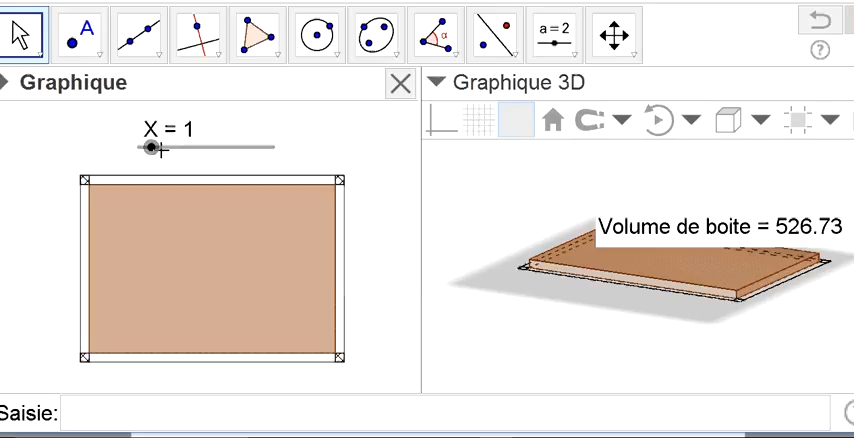 A
α
a=2
?
Graphique
Graphique 3D
X = 1
Volume de boite = 526.73
Saisie: